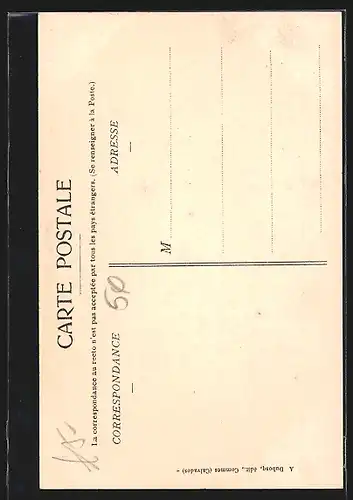 CARTE POSTALE
La correspondance au recto n'est pas acceptée par tous les pays étrangers. (Se renseigner à la Poste.)
CORRESPONDANCE
ADRESSE
M
50
A. Dubosq, édit., Commes (Calvados)